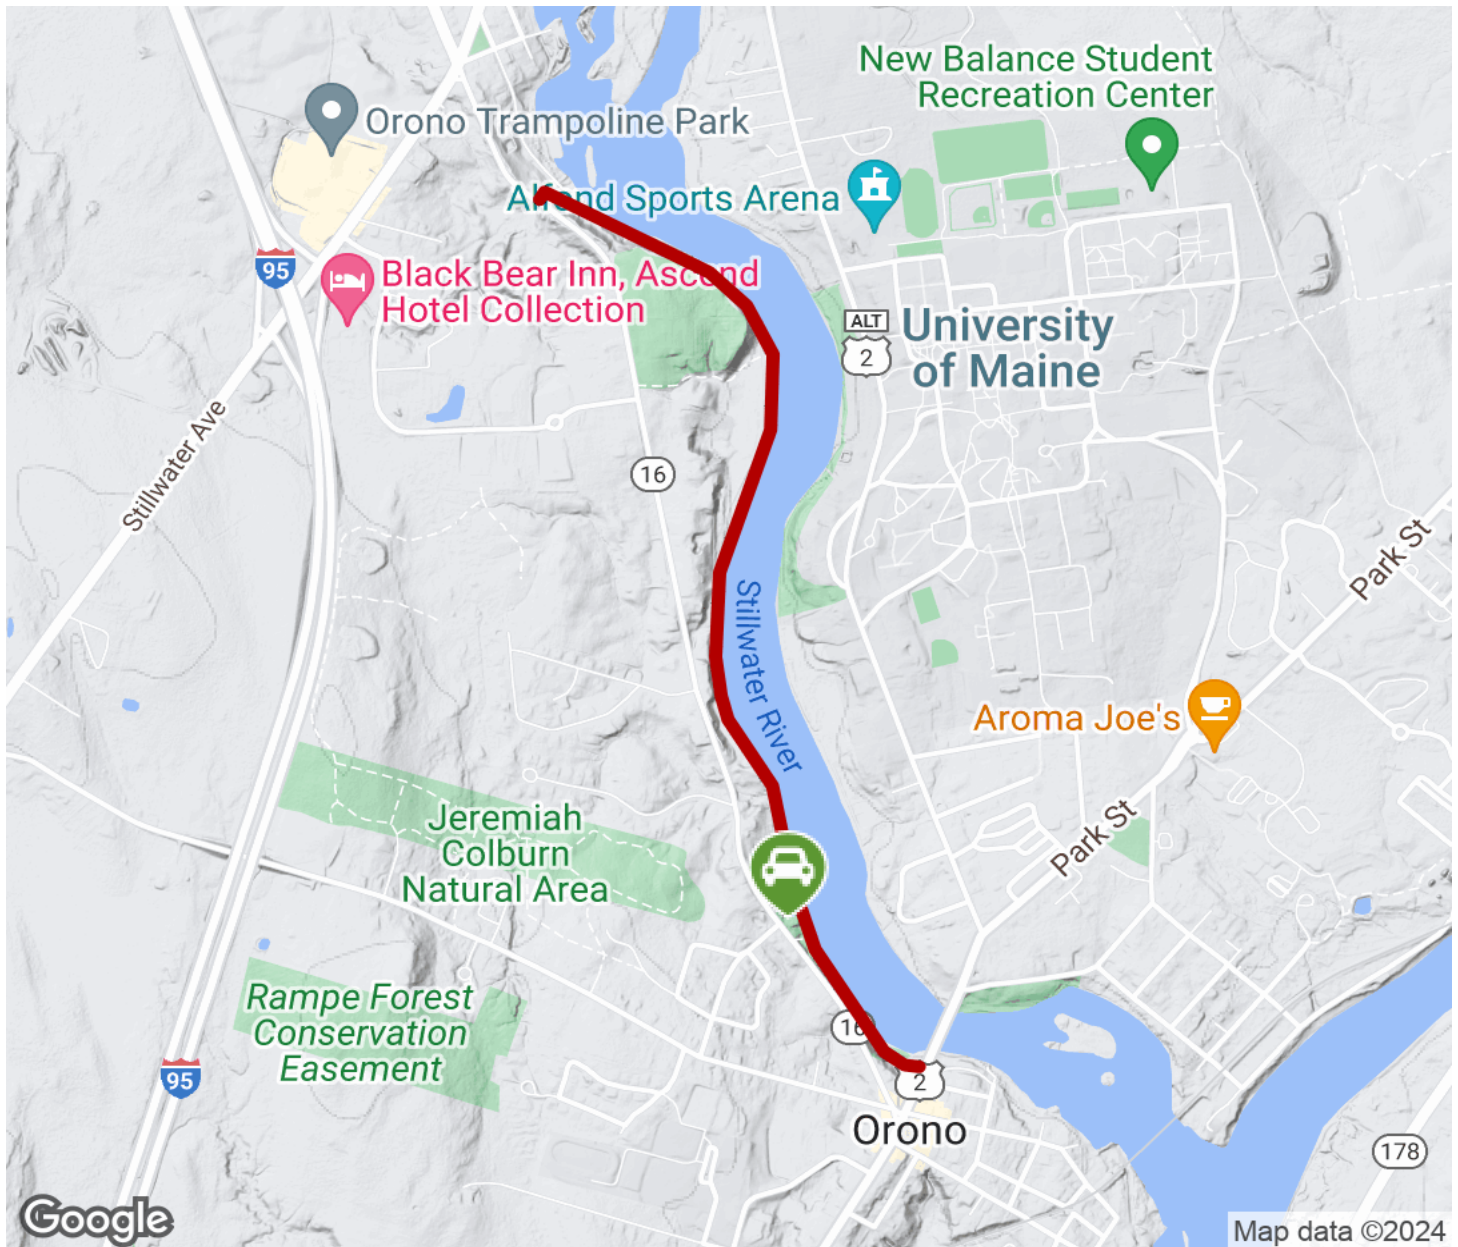 New Balance Student
Recreation Center
Orono Trampoline Park
Alfond Sports Arena
95
Black Bear Inn, Ascend
Hotel Collection
ALT
2
University
of Maine
Stillwater Ave
16
Park St
Stillwater River
Aroma Joe's
Park St
Jeremiah
Colburn
Natural Area
Rampe Forest
Conservation
Easement
16
95
2
Orono
178
Google
Map data ©2024